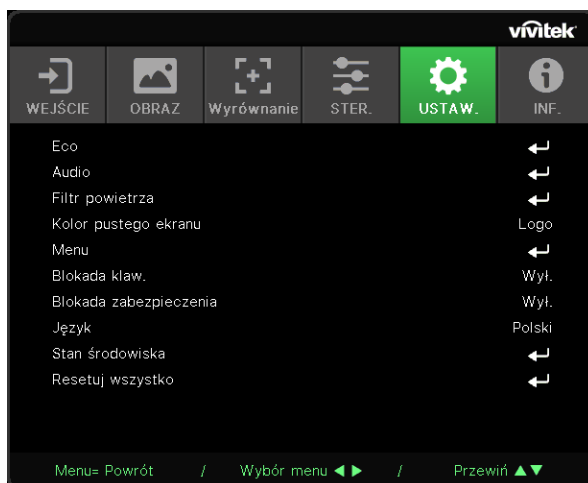 vivitek
WEJŚCIE OBRAZ Wyrównanie STER. USTAW. INF.
Eco
Audio
Filtr powietrza
Kolor pustego ekranu Logo
Menu
Blokada klaw. Wył.
Blokada zabezpieczenia Wył.
Język Polski
Stan środowiska
Resetuj wszystko
Menu= Powrót / Wybór menu ◄ ► / Przewiń ▲▼